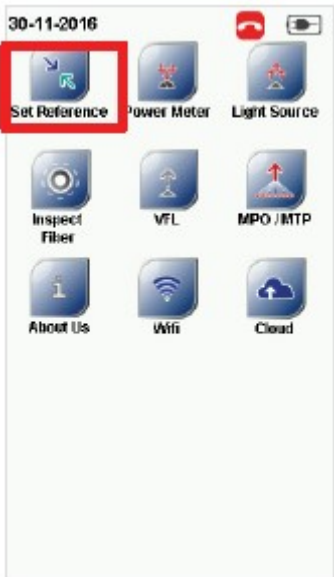 30-11-2016
Set Reference
Power Meter
Light Source
Inspect
Fiber
VFL
MPO / MTP
i
About Us
Wifi
Cloud